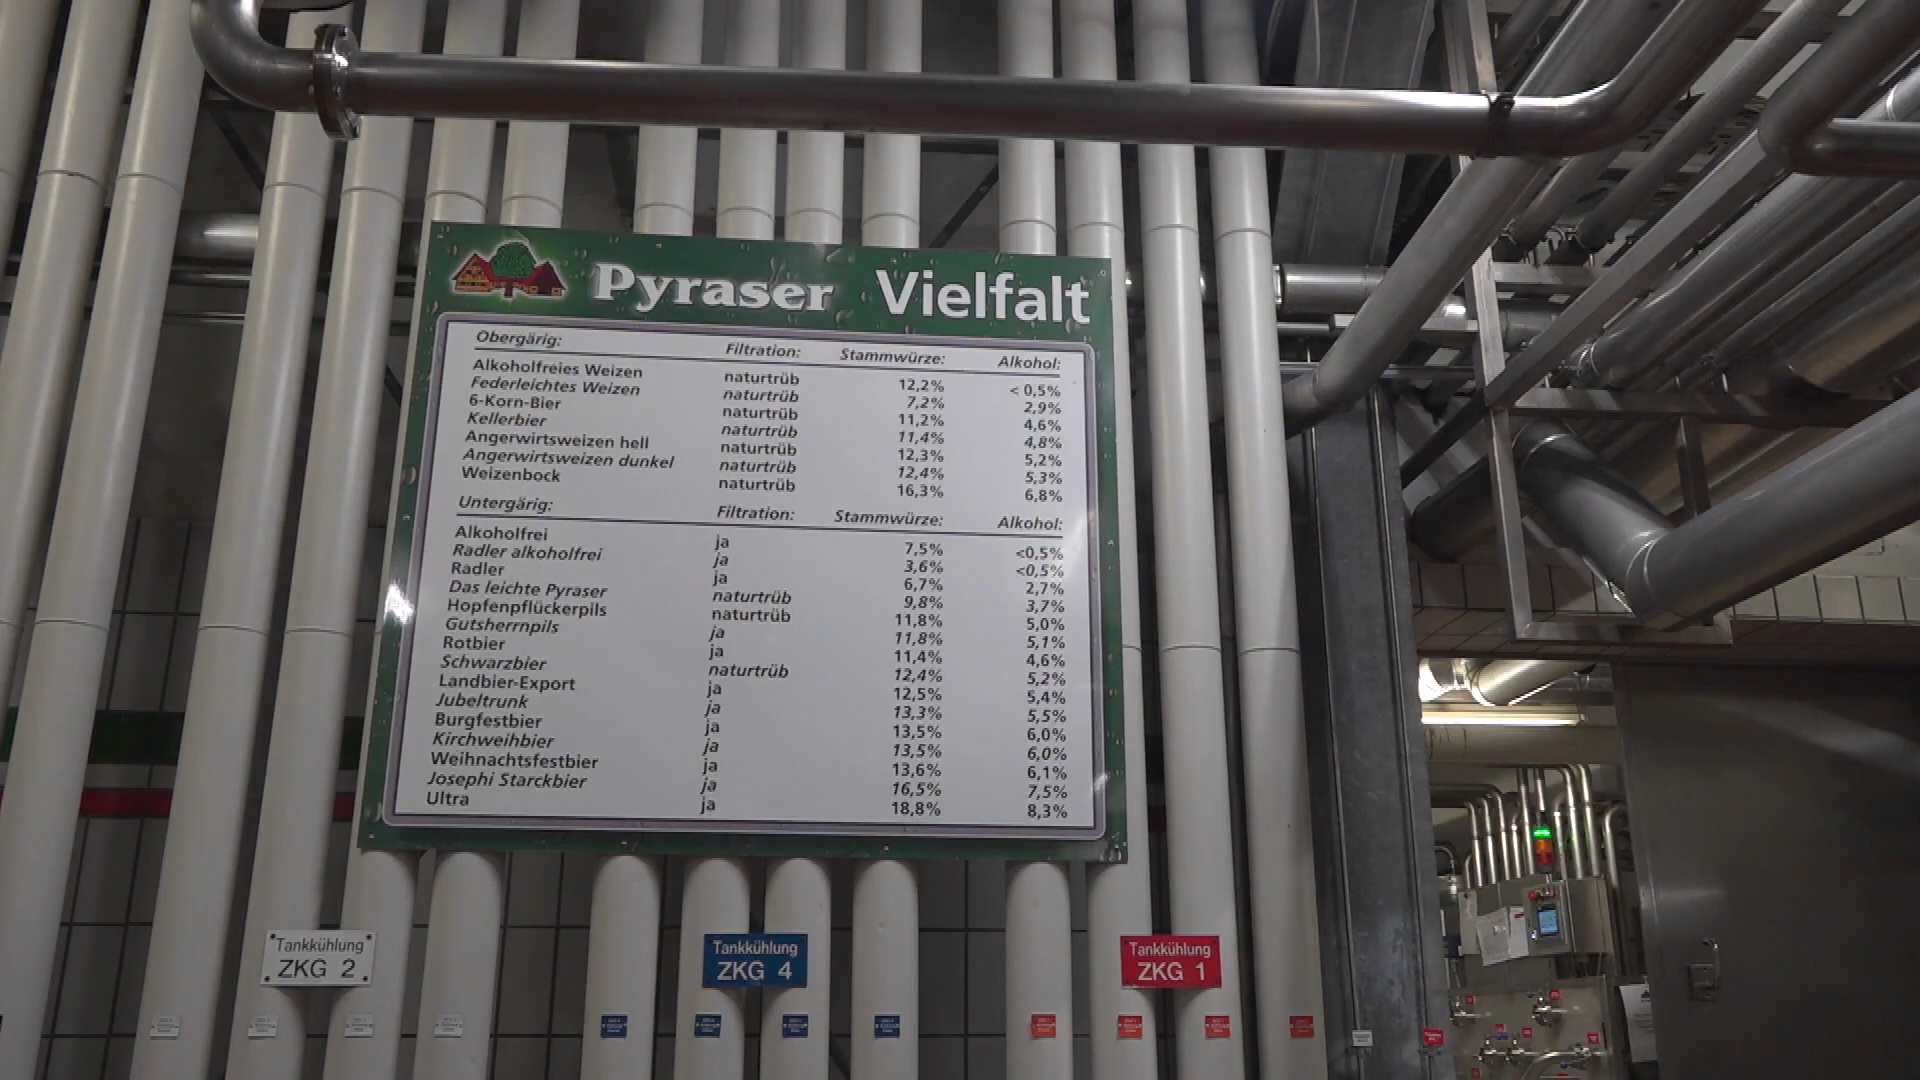 Pyraser Vielfalt
Obergärig: Filtration: Stammwürze: Alkohol:
Alkoholfreies Weizen naturtrüb 12,2% < 0,5%
Federleichtes Weizen naturtrüb 7,2% 2,9%
6-Korn-Bier naturtrüb 11,2% 4,6%
Kellerbier naturtrüb 11,4% 4,8%
Angerwirtsweizen hell naturtrüb 12,3% 5,2%
Angerwirtsweizen dunkel naturtrüb 12,4% 5,3%
Weizenbock naturtrüb 16,3% 6,8%
Untergärig: Filtration: Stammwürze: Alkohol:
Alkoholfrei ja 7,5% <0,5%
Radler alkoholfrei ja 3,6% <0,5%
Radler ja 6,7% 2,7%
Das leichte Pyraser naturtrüb 9,8% 3,7%
Hopfenpflückerpils naturtrüb 11,8% 5,0%
Gutsherrnpils ja 11,8% 5,1%
Rotbier ja 11,4% 4,6%
Schwarzbier naturtrüb 12,4% 5,2%
Landbier-Export ja 12,5% 5,4%
Jubeltrunk ja 13,3% 5,5%
Burgfestbier ja 13,5% 6,0%
Kirchweihbier ja 13,5% 6,0%
Weihnachtsfestbier ja 13,6% 6,1%
Josephi Starckbier ja 16,5% 7,5%
Ultra ja 18,8% 8,3%
Tankkühlung
ZKG 2
Tankkühlung
ZKG 4
Tankkühlung
ZKG 1